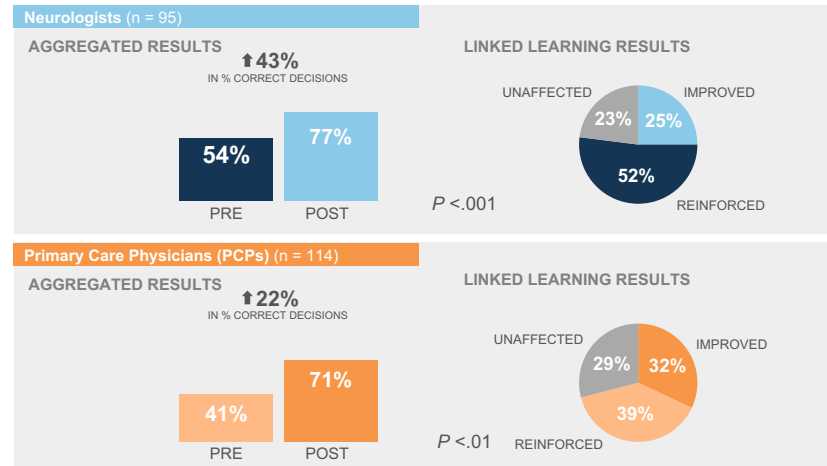 Neurologists (n = 95)
AGGREGATED RESULTS
⬆43%
IN % CORRECT DECISIONS
54%
77%
PRE
POST
P <.001
LINKED LEARNING RESULTS
UNAFFECTED
IMPROVED
23%
25%
52%
REINFORCED
Primary Care Physicians (PCPs) (n = 114)
AGGREGATED RESULTS
⬆22%
IN % CORRECT DECISIONS
41%
71%
PRE
POST
P <.01
LINKED LEARNING RESULTS
UNAFFECTED
IMPROVED
29%
32%
39%
REINFORCED